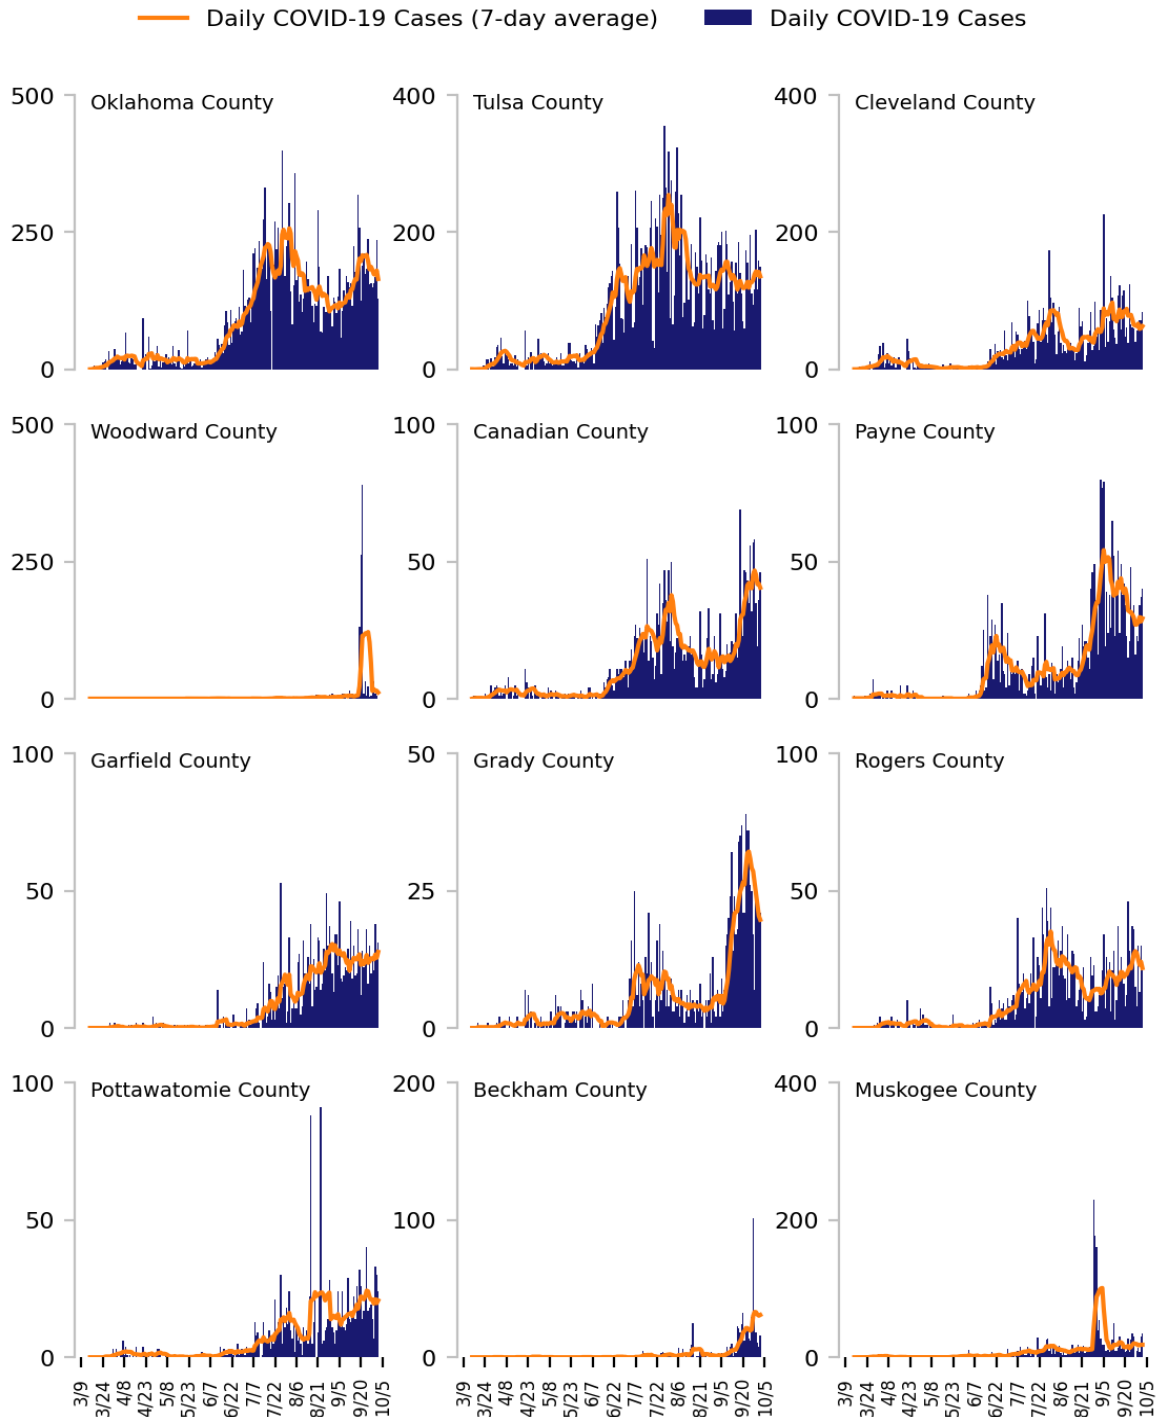 Daily COVID-19 Cases (7-day average) Daily COVID-19 Cases
500 Oklahoma County 400 Tulsa County 400 Cleveland County
250 200 200
0 0 0
500 Woodward County 100 Canadian County 100 Payne County
250 50 50
0 0 0
100 Garfield County 50 Grady County 100 Rogers County
50 25 50
0 0 0
100 Pottawatomie County 200 Beckham County 400 Muskogee County
50 100 200
0 0 0
3/9 3/24 4/8 4/23 5/8 5/23 6/7 6/22 7/7 7/22 8/6 8/21 9/5 9/20 10/5 3/9 3/24 4/8 4/23 5/8 5/23 6/7 6/22 7/7 7/22 8/6 8/21 9/5 9/20 10/5 3/9 3/24 4/8 4/23 5/8 5/23 6/7 6/22 7/7 7/22 8/6 8/21 9/5 9/20 10/5